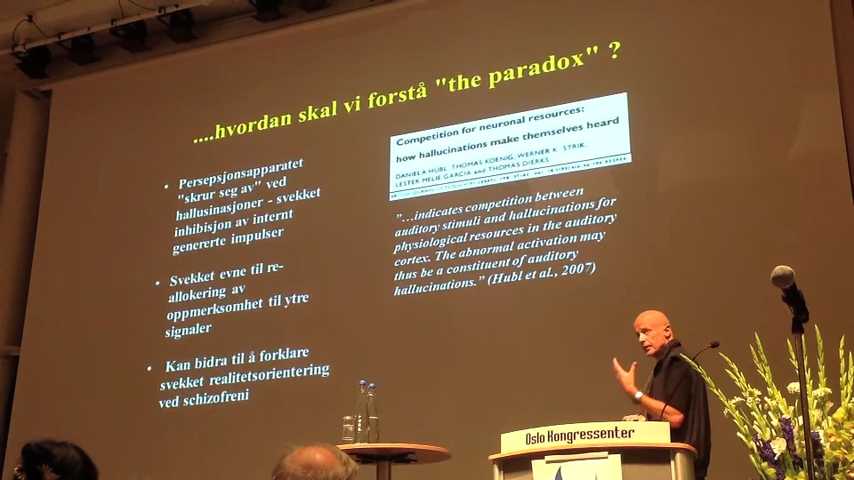 ....hvordan skal vi forstå "the paradox" ?
• Persepsjonsapparatet
"skrur seg av" ved
hallusinasjoner - svekket
inhibisjon av internt
genererte impulser
• Svekket evne til re-
allokering av
oppmerksomhet til ytre
signaler
• Kan bidra til å forklare
svekket realitetsorientering
ved schizofreni
Competition for neuronal resources:
how hallucinations make themselves heard
DANIELA HUBL, THOMAS KOENIG, WERNER K. STRIK,
LESTER MELIE GARCIA and THOMAS DIERKS
"…indicates competition between
auditory stimuli and hallucinations for
physiological resources in the auditory
cortex. The abnormal activation may
thus be a constituent of auditory
hallucinations." (Hubl et al., 2007)
Oslo Kongressenter